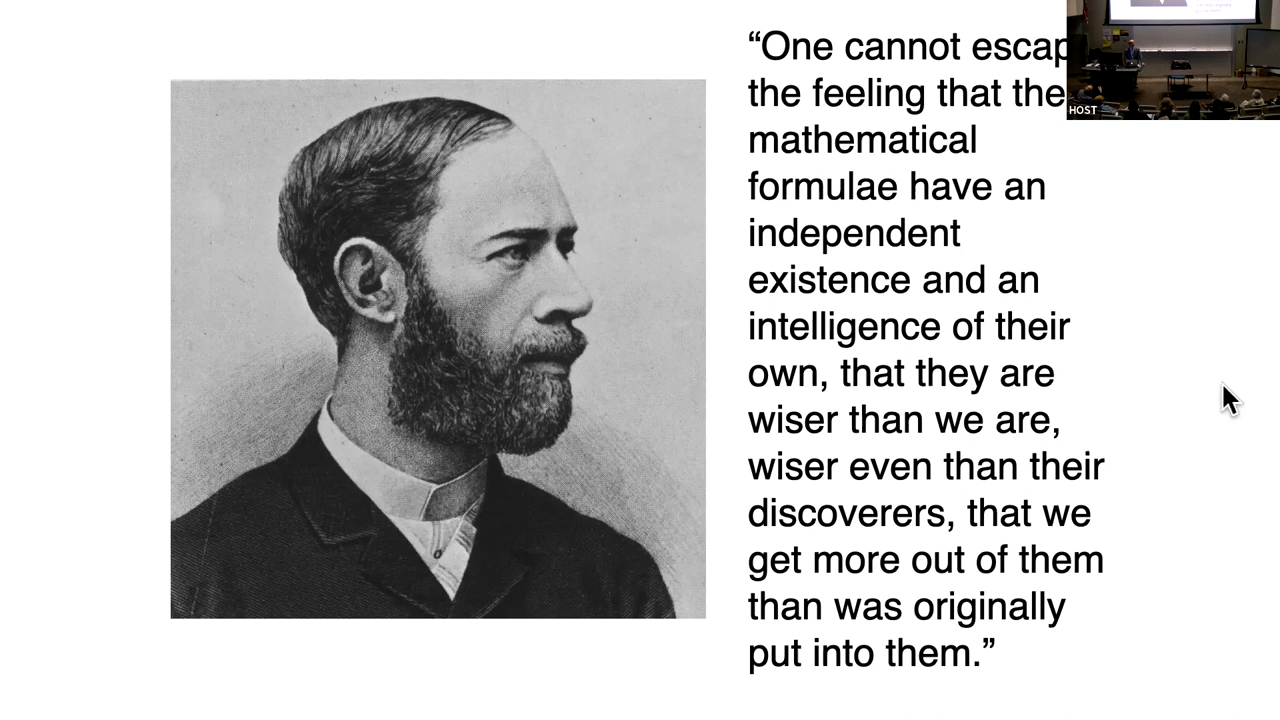 “One cannot escap
the feeling that the
mathematical
formulae have an
independent
existence and an
intelligence of their
own, that they are
wiser than we are,
wiser even than their
discoverers, that we
get more out of them
than was originally
put into them.”
HOST